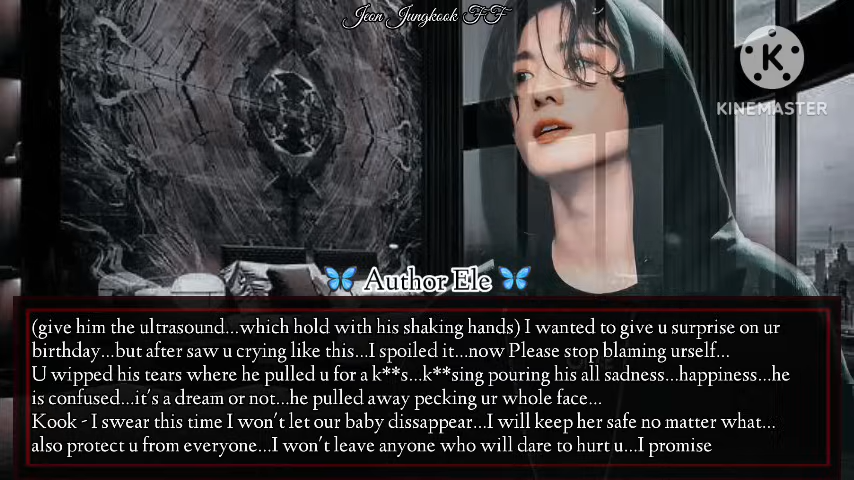 Jeon Jungkook FF
KINEMASTER
🦋 Author Ele 🦋
(give him the ultrasound...which hold with his shaking hands) I wanted to give u surprise on ur
birthday...but after saw u crying like this...I spoiled it...now Please stop blaming urself...
U wipped his tears where he pulled u for a k**s...k**sing pouring his all sadness...happiness...he
is confused...it's a dream or not...he pulled away pecking ur whole face...
Kook - I swear this time I won't let our baby dissappear...I will keep her safe no matter what...
also protect u from everyone...I won't leave anyone who will dare to hurt u...I promise